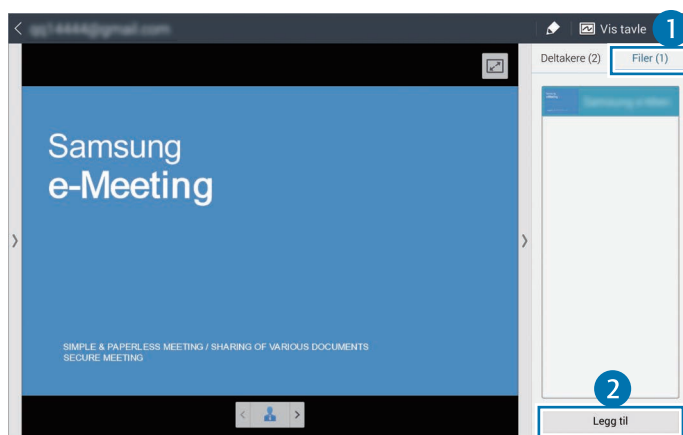 Vis tavle
1
Deltakere (2)
Filer (1)
Samsung
e-Meeting
SIMPLE & PAPERLESS MEETING / SHARING OF VARIOUS DOCUMENTS
SECURE MEETING
2
Legg til